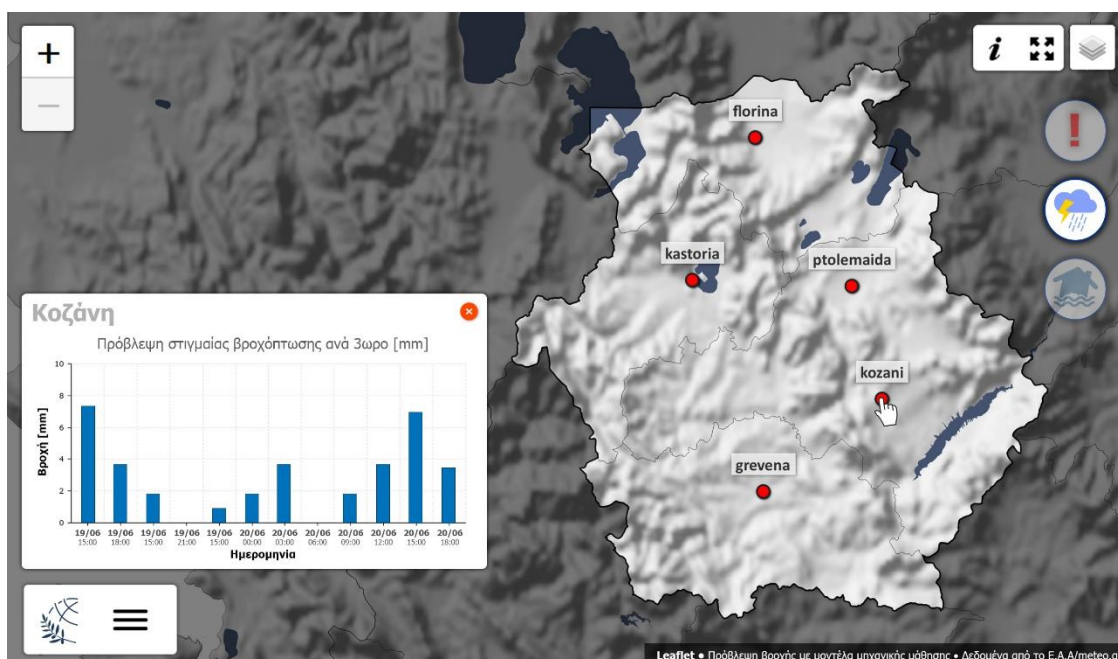 +
−
i
florina
kastoria
ptolemaida
kozani
grevena
Κοζάνη
Πρόβλεψη στιγμαίας βροχόπτωσης ανά 3ωρο [mm]
Βροχή [mm]
10
8
6
4
2
0
19/06 19/06 19/06 19/06 19/06 20/06 20/06 20/06 20/06 20/06 20/06 20/06
15:00 18:00 15:00 21:00 15:00 00:00 03:00 06:00 09:00 12:00 15:00 18:00
Ημερομηνία
Leaflet • Πρόβλεψη βροχής με μοντέλα μηχανικής μάθησης • Δεδομένα από το Ε.Α.Α/meteo.g